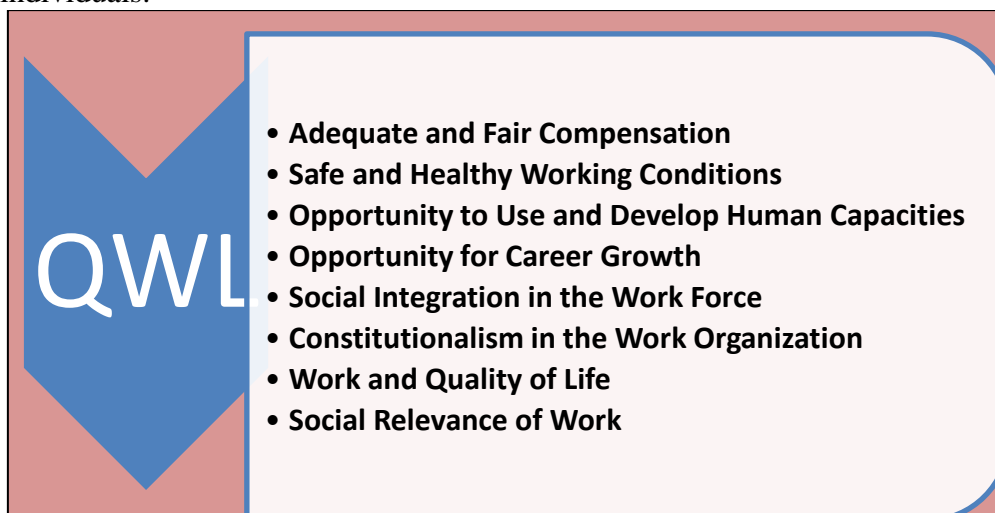 individuals.
QWL
• Adequate and Fair Compensation
• Safe and Healthy Working Conditions
• Opportunity to Use and Develop Human Capacities
• Opportunity for Career Growth
• Social Integration in the Work Force
• Constitutionalism in the Work Organization
• Work and Quality of Life
• Social Relevance of Work